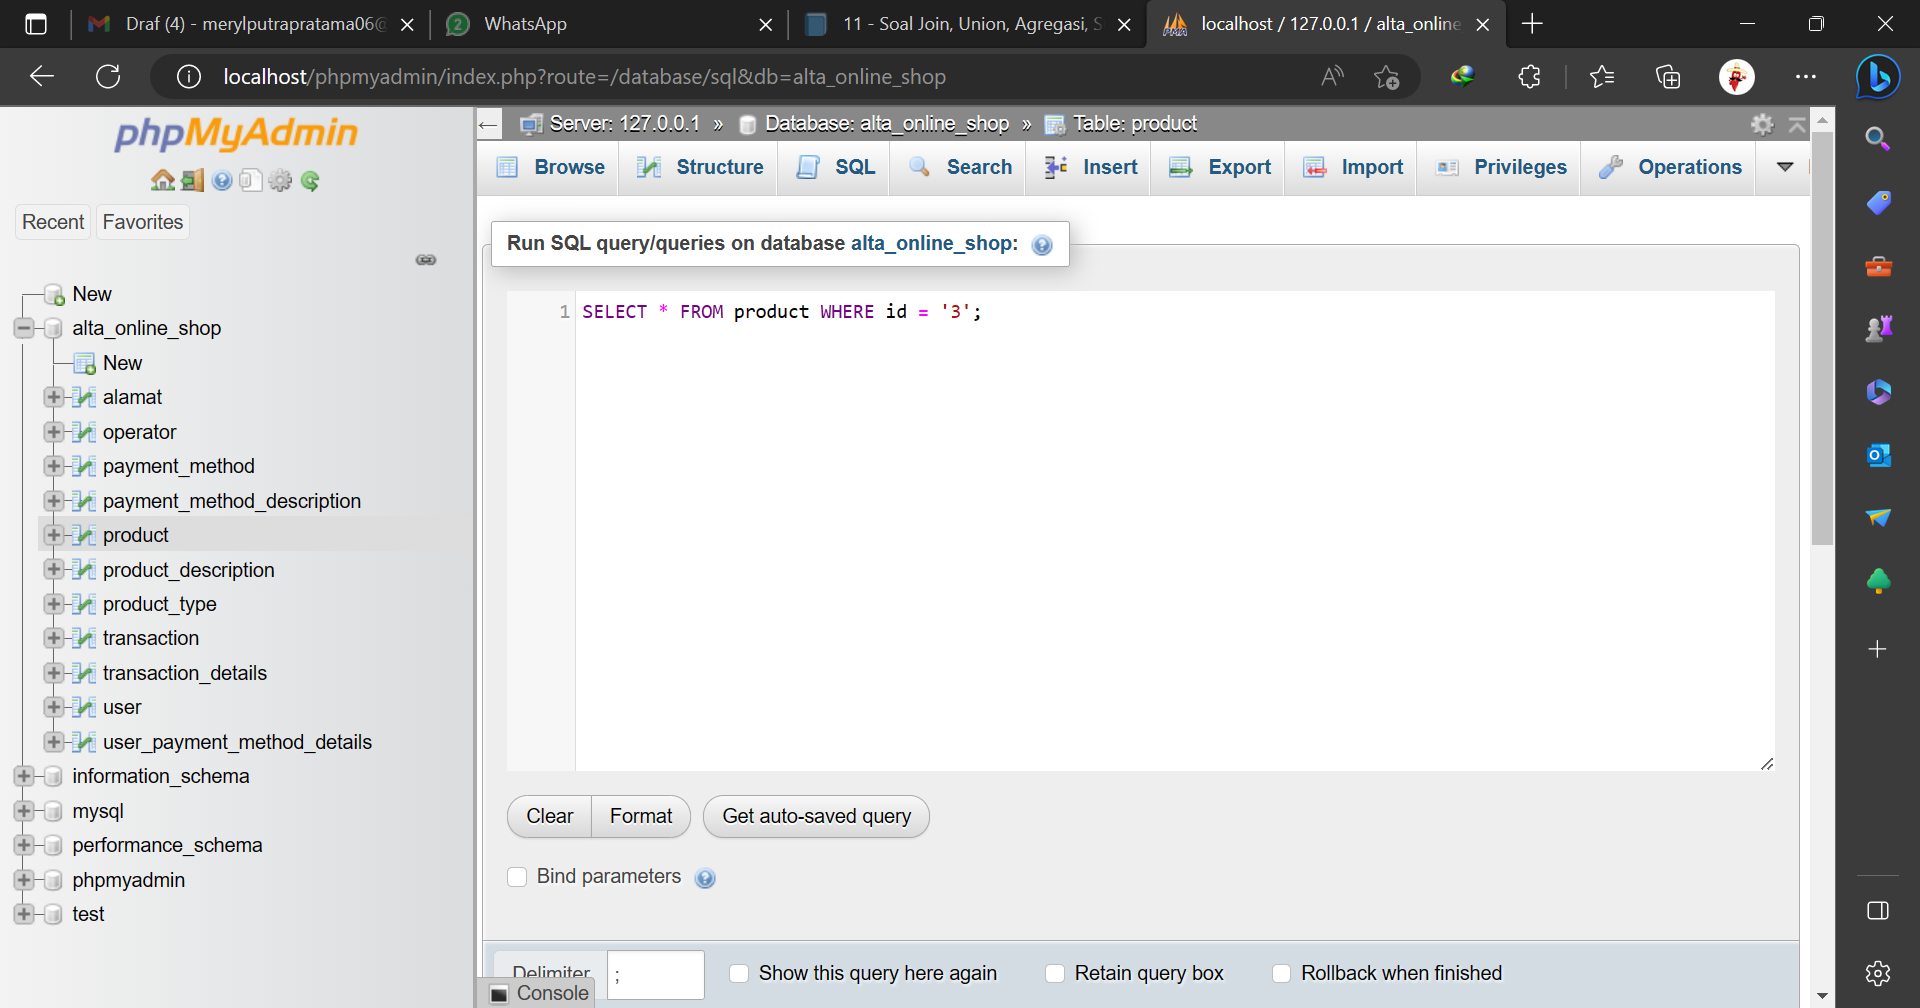 Draf (4) - merylputrapratama06@
WhatsApp
11 - Soal Join, Union, Agregasi, S
localhost / 127.0.0.1 / alta_online
localhost/phpmyadmin/index.php?route=/database/sql&db=alta_online_shop
phpMyAdmin
Recent
Favorites
New
alta_online_shop
New
alamat
operator
payment_method
payment_method_description
product
product_description
product_type
transaction
transaction_details
user
user_payment_method_details
information_schema
mysql
performance_schema
phpmyadmin
test
Server: 127.0.0.1 » Database: alta_online_shop » Table: product
Browse
Structure
SQL
Search
Insert
Export
Import
Privileges
Operations
Run SQL query/queries on database alta_online_shop:
1 SELECT * FROM product WHERE id = '3';
Clear
Format
Get auto-saved query
Bind parameters
Delimiter ;
Show this query here again
Retain query box
Rollback when finished
Console